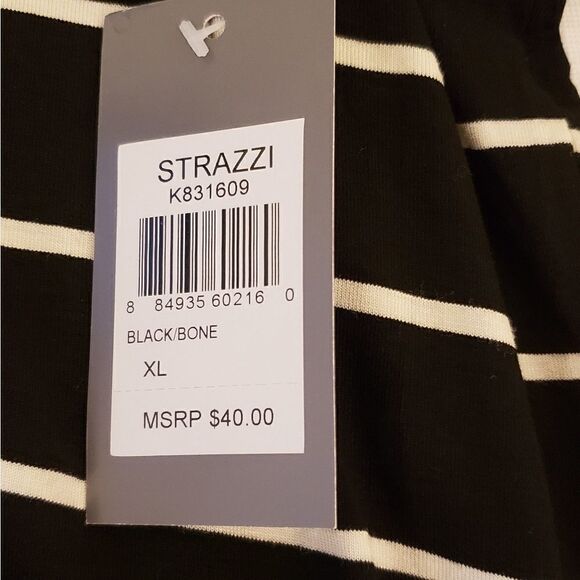 STRAZZI
K831609
8 84935 60216 0
BLACK/BONE
XL
MSRP $40.00